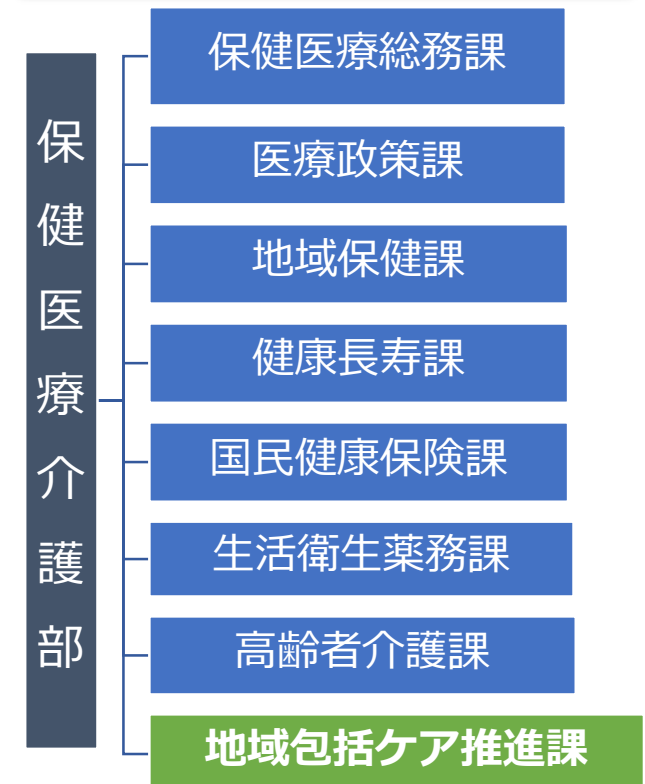 保健医療介護部
保健医療総務課
医療政策課
地域保健課
健康長寿課
国民健康保険課
生活衛生薬務課
高齢者介護課
地域包括ケア推進課